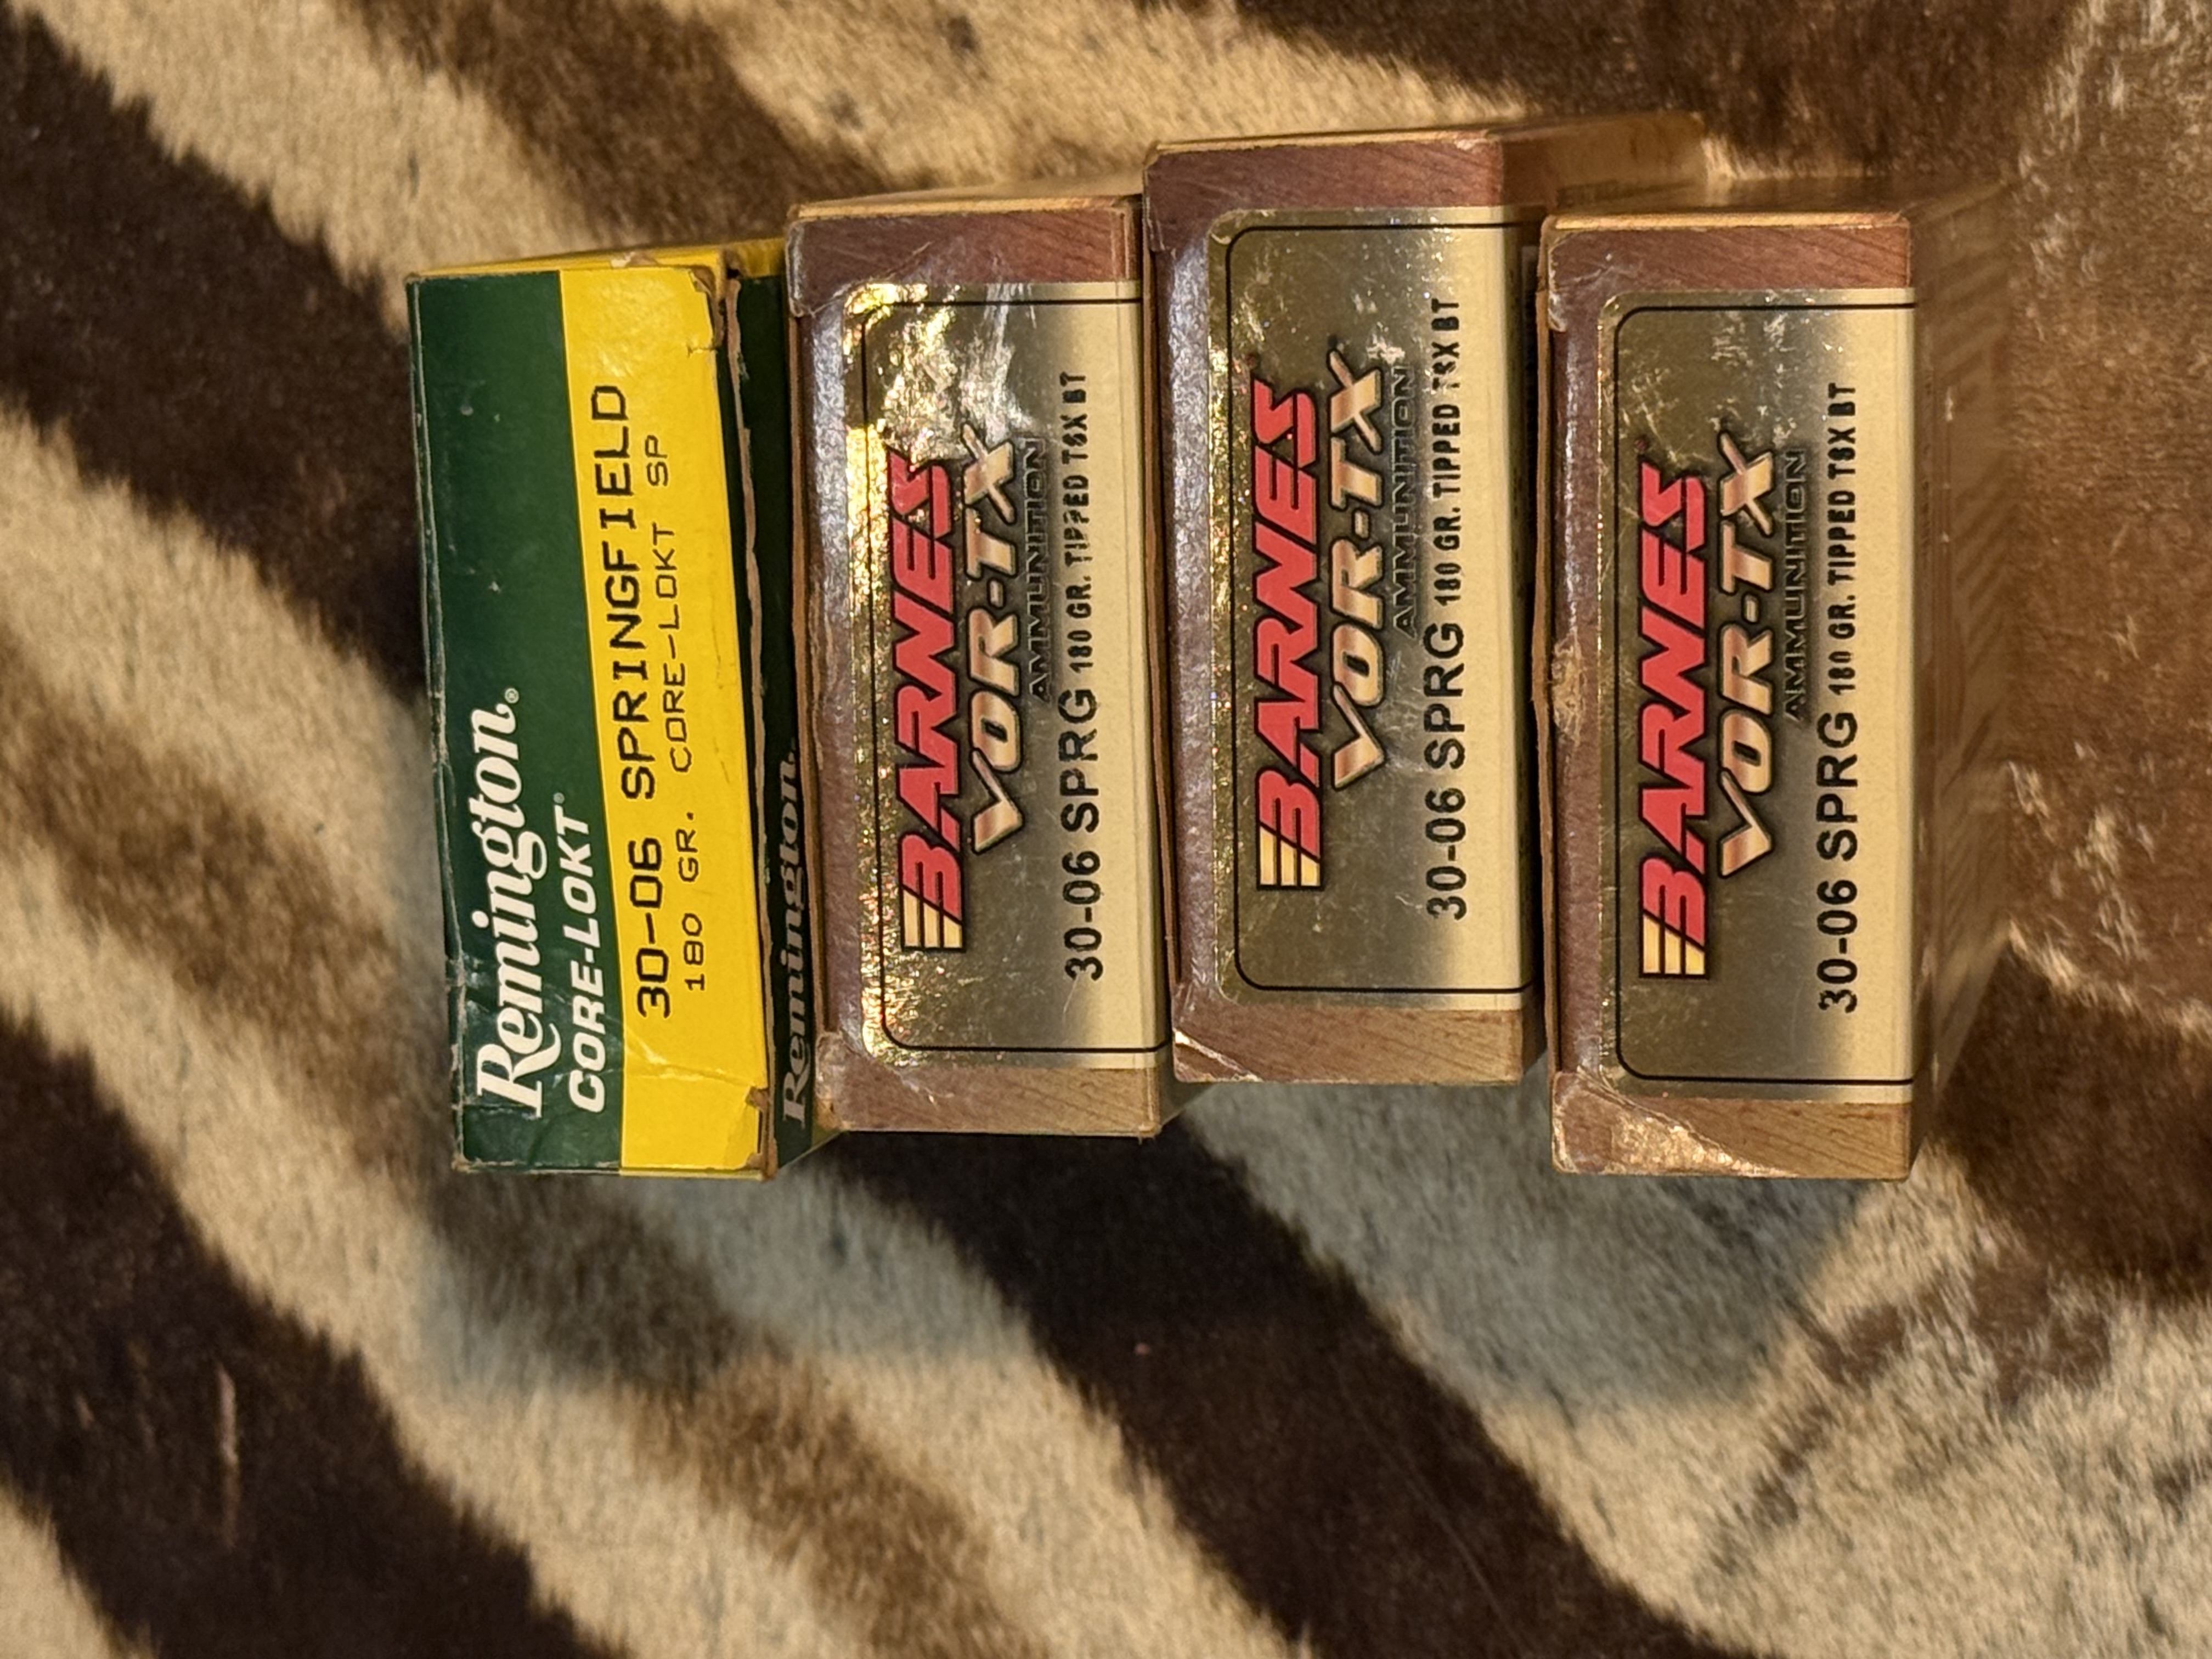 Remington®
CORE-LOKT®
30-06 SPRINGFIELD
180 GR. CORE-LOKT SP
Remington
BARNES
VOR-TX
AMMUNITION
30-06 SPRG 180 GR. TIPPED TSX BT
BARNES
VOR-TX
AMMUNITION
30-06 SPRG 180 GR. TIPPED TSX BT
BARNES
VOR-TX
AMMUNITION
30-06 SPRG 180 GR. TIPPED TSX BT